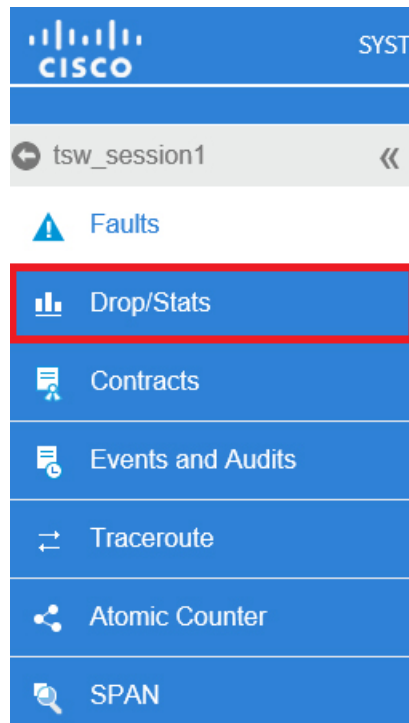 CISCO
SYST
tsw_session1
Faults
Drop/Stats
Contracts
Events and Audits
Traceroute
Atomic Counter
SPAN